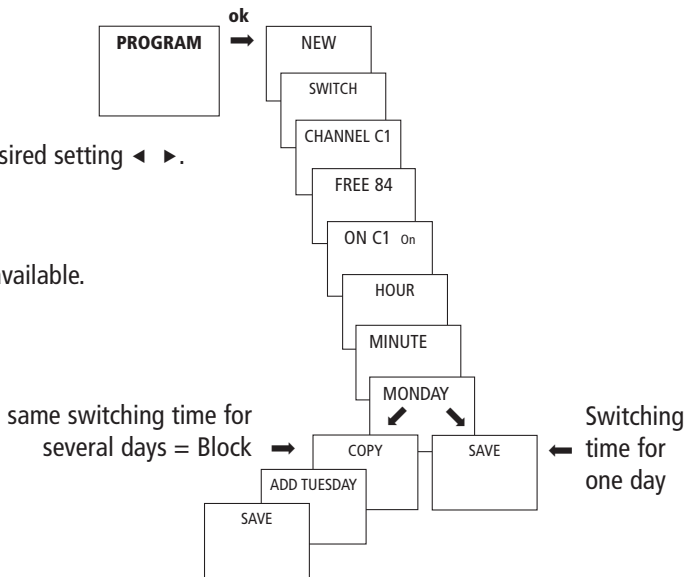 ok
PROGRAM
NEW
SWITCH
CHANNEL C1
sired setting ◄ ►.
FREE 84
ON C1 On
vailable.
HOUR
MINUTE
MONDAY
same switching time for
several days = Block
COPY
SAVE
Switching
time for
one day
ADD TUESDAY
SAVE